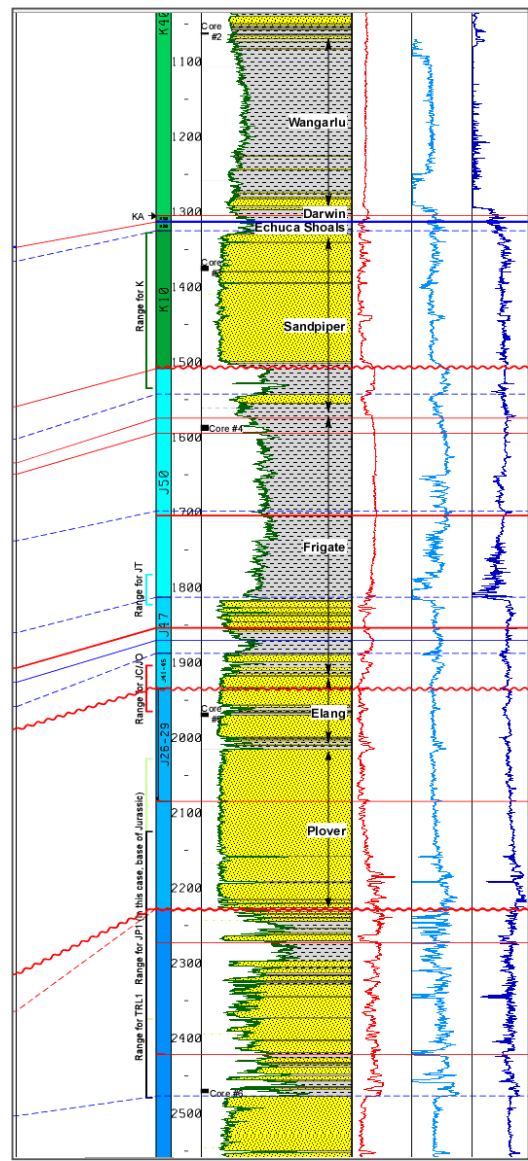 K40
Core
#2
1100
Wangarlu
1200
KA
1300
Darwin
Echuca Shoals
Core
Range for K
K10
1400
Sandpiper
1500
1600
Core #4
J50
1700
Frigate
Range for JT
1800
J47
Range for JC/JO
1900
Elang
Core
J26-29
2000
2100
Plover
Range for TRL1
Range for JP1 (in this case, base of Jurassic)
2200
2300
2400
Core #6
2500